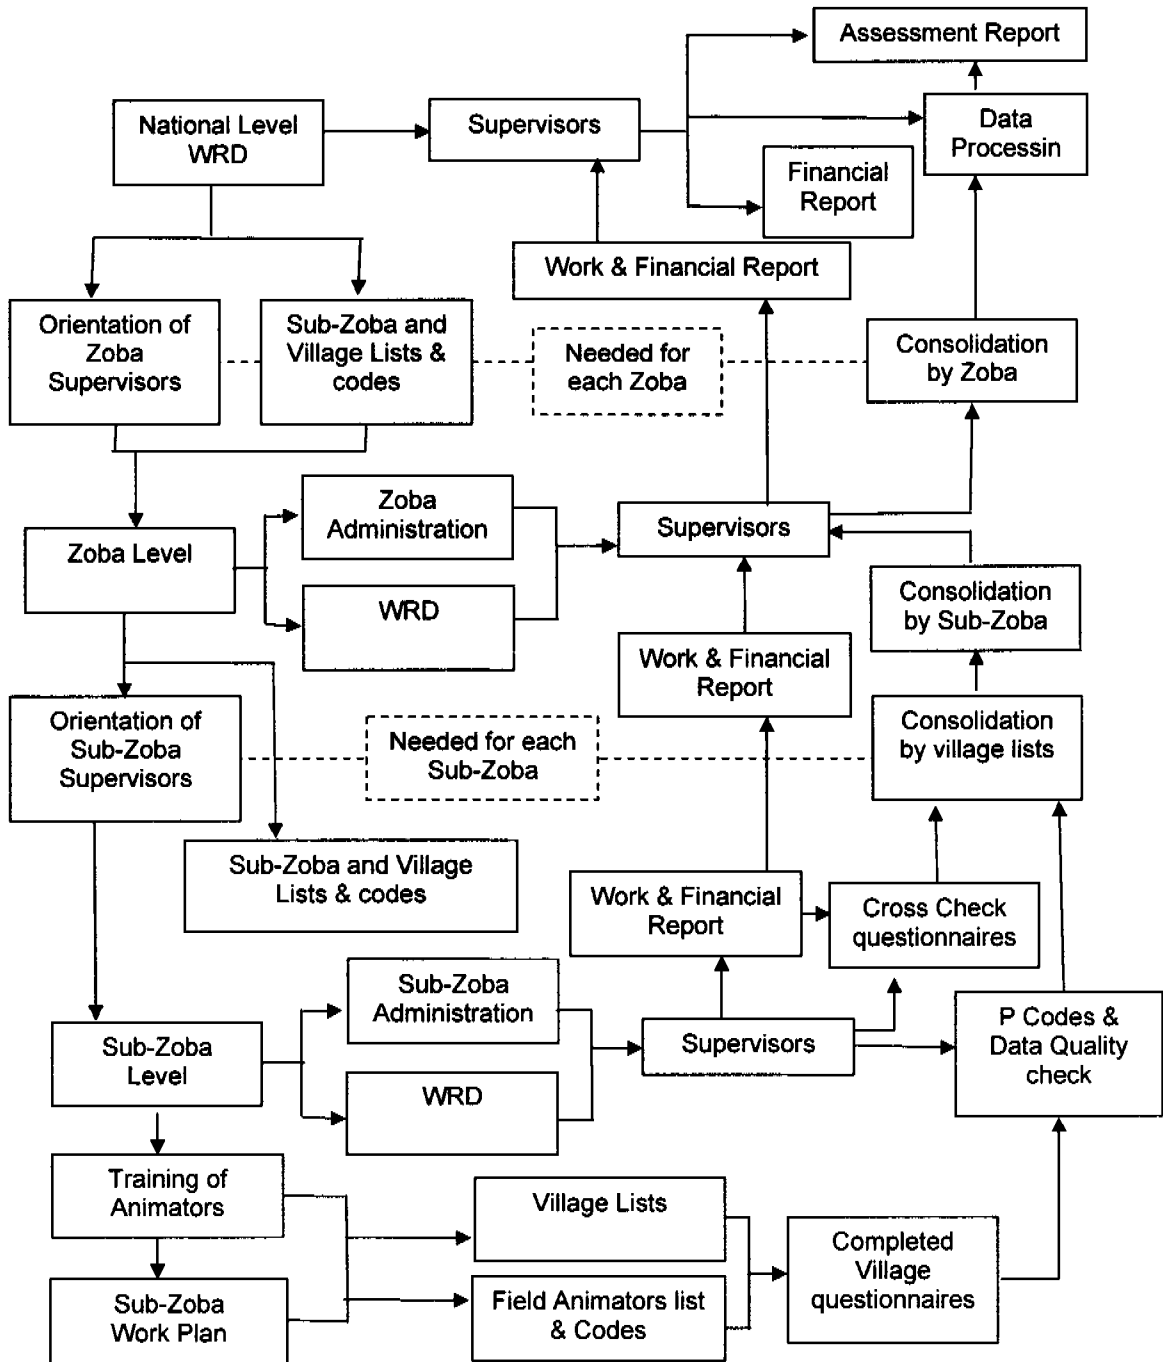 Assessment Report
National Level
WRD
Supervisors
Data
Processin
Financial
Report
Work & Financial Report
Orientation of
Zoba
Supervisors
Sub-Zoba and
Village Lists &
codes
Needed for
each Zoba
Consolidation
by Zoba
Zoba
Administration
Supervisors
Zoba Level
WRD
Consolidation
by Sub-Zoba
Work & Financial
Report
Orientation of
Sub-Zoba
Supervisors
Needed for each
Sub-Zoba
Consolidation
by village lists
Sub-Zoba and Village
Lists & codes
Work & Financial
Report
Cross Check
questionnaires
Sub-Zoba
Administration
Sub-Zoba
Level
Supervisors
P Codes &
Data Quality
check
WRD
Training of
Animators
Village Lists
Completed
Village
questionnaires
Sub-Zoba
Work Plan
Field Animators list
& Codes